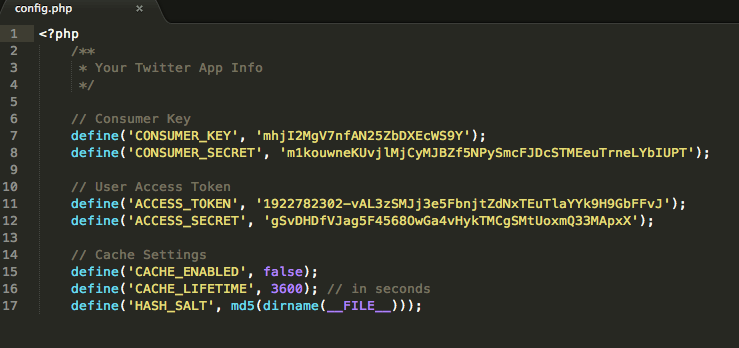 config.php ×
1 <?php
2 /**
3 * Your Twitter App Info
4 */
5
6 // Consumer Key
7 define('CONSUMER_KEY', 'mhjI2MgV7nfAN25ZbDXEcWS9Y');
8 define('CONSUMER_SECRET', 'm1kouwneKUvjlMjCyMJBZf5NPySmcFJDcSTMEeuTrneLYbIUPT');
9
10 // User Access Token
11 define('ACCESS_TOKEN', '1922782302-vAL3zSMJj3e5FbnjtZdNxTEuTlaYYk9H9GbFFvJ');
12 define('ACCESS_SECRET', 'gSvDHDfVJag5F4568OwGa4vHykTMCgSMtUoxmQ33MApxX');
13
14 // Cache Settings
15 define('CACHE_ENABLED', false);
16 define('CACHE_LIFETIME', 3600); // in seconds
17 define('HASH_SALT', md5(dirname(__FILE__)));